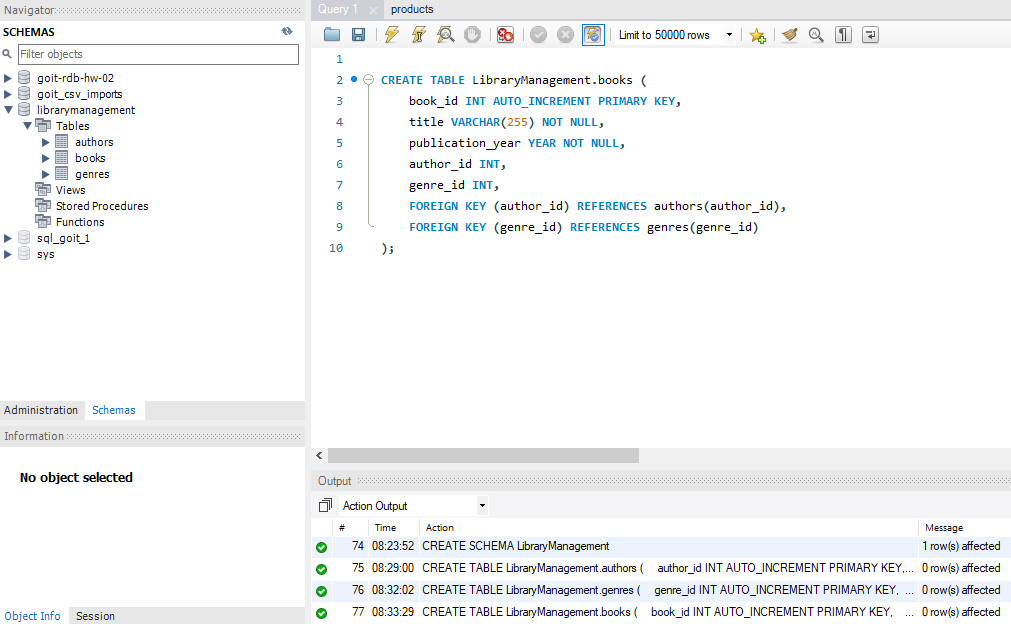 Navigator
SCHEMAS
Filter objects
goit-rdb-hw-02
goit_csv_imports
librarymanagement
Tables
authors
books
genres
Views
Stored Procedures
Functions
sql_goit_1
sys
Administration Schemas
Information
No object selected
Object Info Session
Query 1 products
Limit to 50000 rows
1
2 CREATE TABLE LibraryManagement.books (
3 book_id INT AUTO_INCREMENT PRIMARY KEY,
4 title VARCHAR(255) NOT NULL,
5 publication_year YEAR NOT NULL,
6 author_id INT,
7 genre_id INT,
8 FOREIGN KEY (author_id) REFERENCES authors(author_id),
9 FOREIGN KEY (genre_id) REFERENCES genres(genre_id)
10 );
Output
Action Output
# Time Action Message
74 08:23:52 CREATE SCHEMA LibraryManagement 1 row(s) affected
75 08:29:00 CREATE TABLE LibraryManagement.authors ( author_id INT AUTO_INCREMENT PRIMARY KEY,... 0 row(s) affected
76 08:32:02 CREATE TABLE LibraryManagement.genres ( genre_id INT AUTO_INCREMENT PRIMARY KEY, ... 0 row(s) affected
77 08:33:29 CREATE TABLE LibraryManagement.books ( book_id INT AUTO_INCREMENT PRIMARY KEY, ... 0 row(s) affected